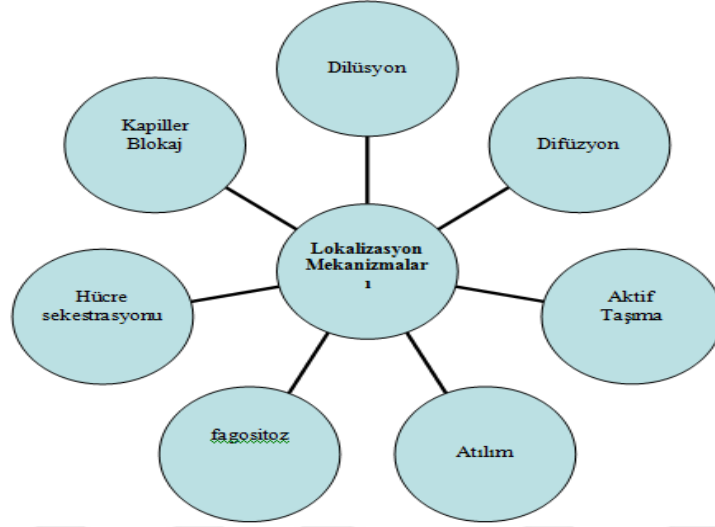 Dilüsyon
Kapiller
Blokaj
Difüzyon
Lokalizasyon
Mekanizmalar
ı
Hücre
sekestrasyonu
Aktif
Taşıma
fagositoz
Atılım